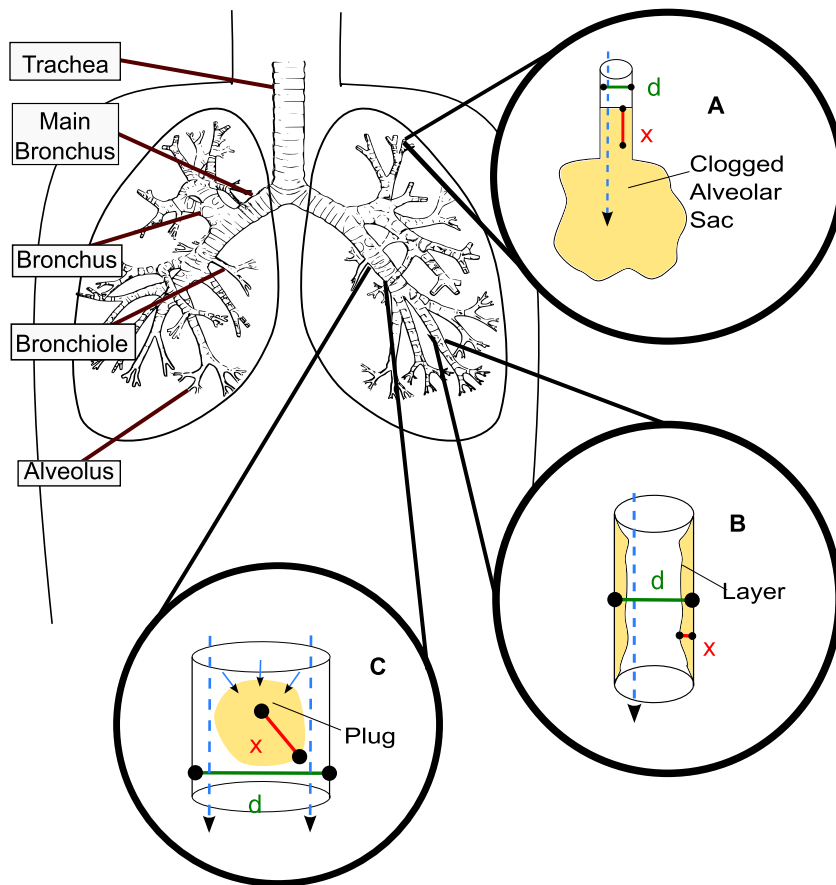 Trachea
Main
Bronchus
Bronchus
Bronchiole
Alveolus
A
d
x
Clogged
Alveolar
Sac
B
d
Layer
x
C
Plug
x
d